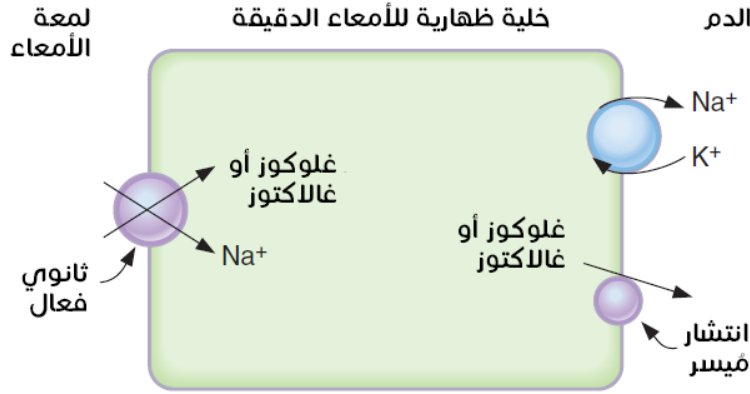 الدم
خلية ظهارية للأمعاء الدقيقة
لمعة
الأمعاء
Na+
K+
غلوكوز أو
غالاكتوز
Na+
غلوكوز أو
غالاكتوز
ثانوي
فعال
انتشار
مُيسر